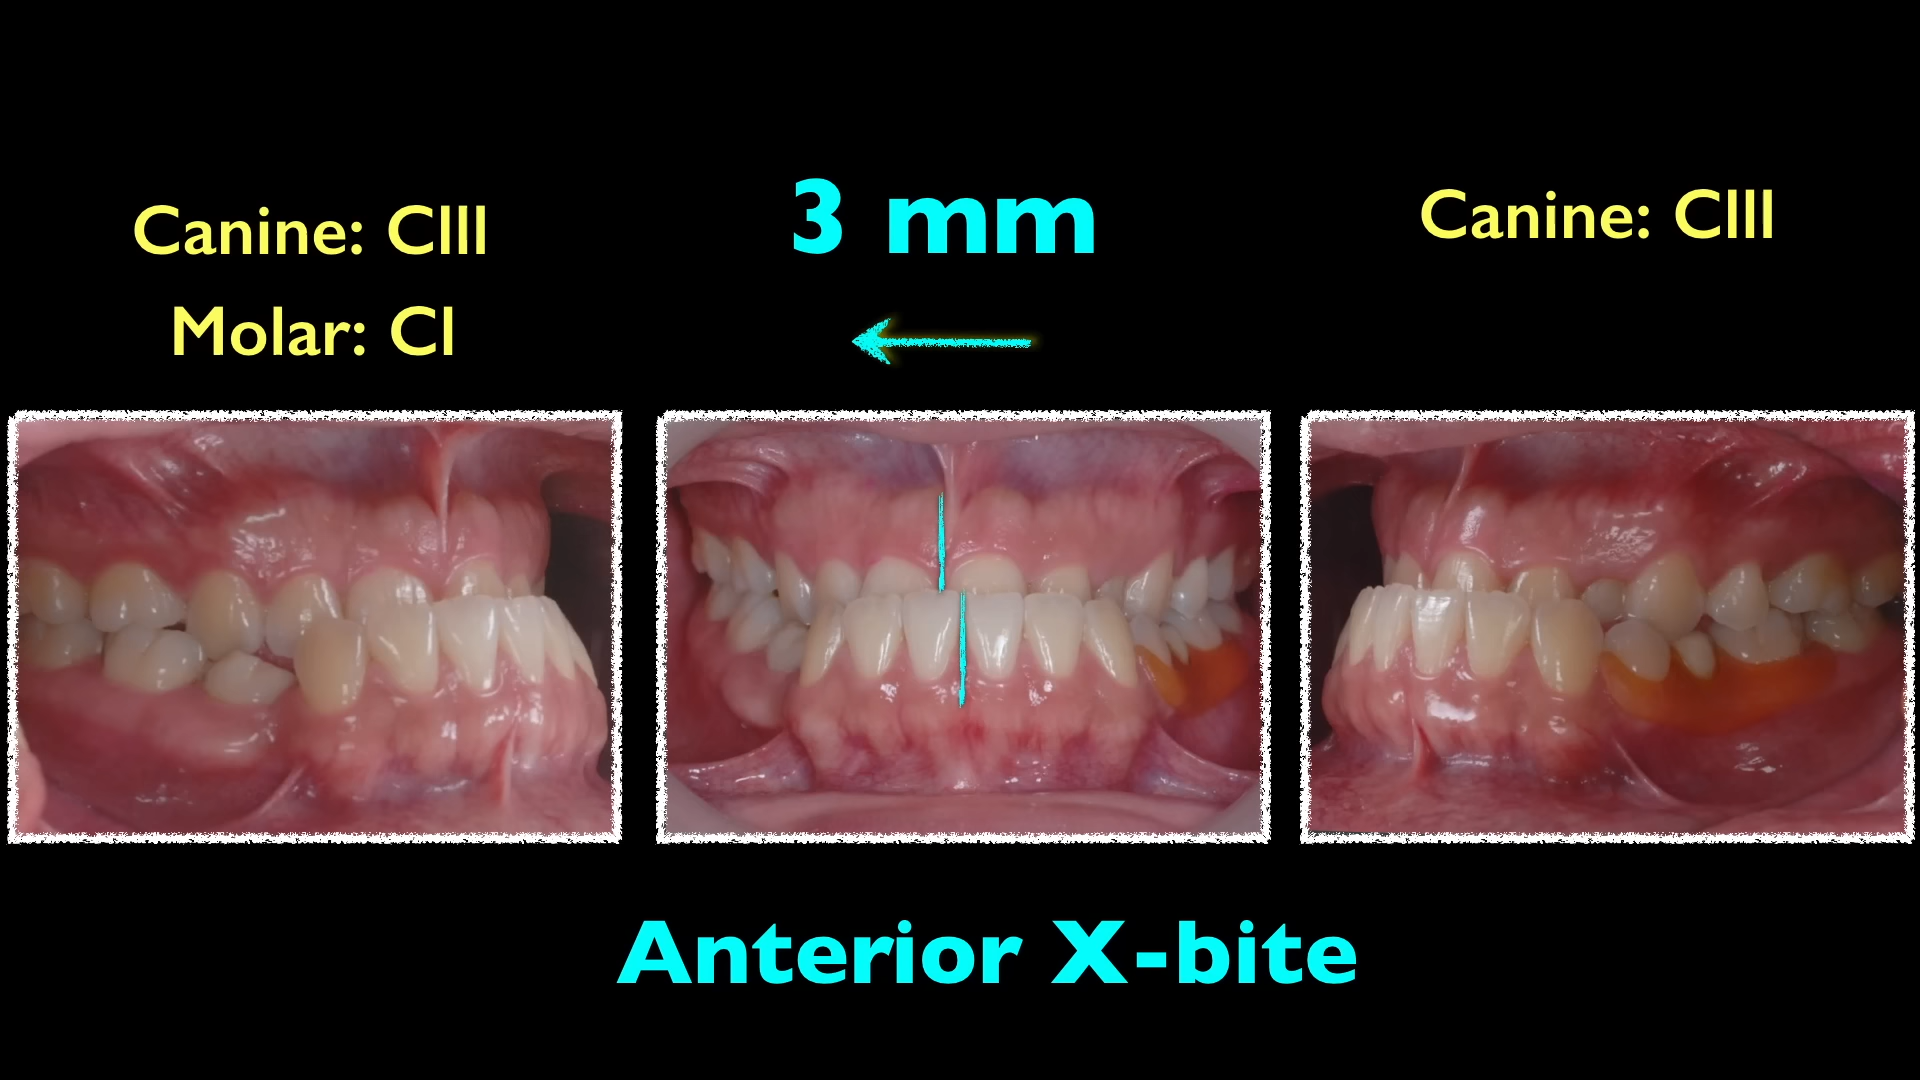 Canine: CIII
Molar: CI
3 mm
Canine: CIII
Anterior X-bite